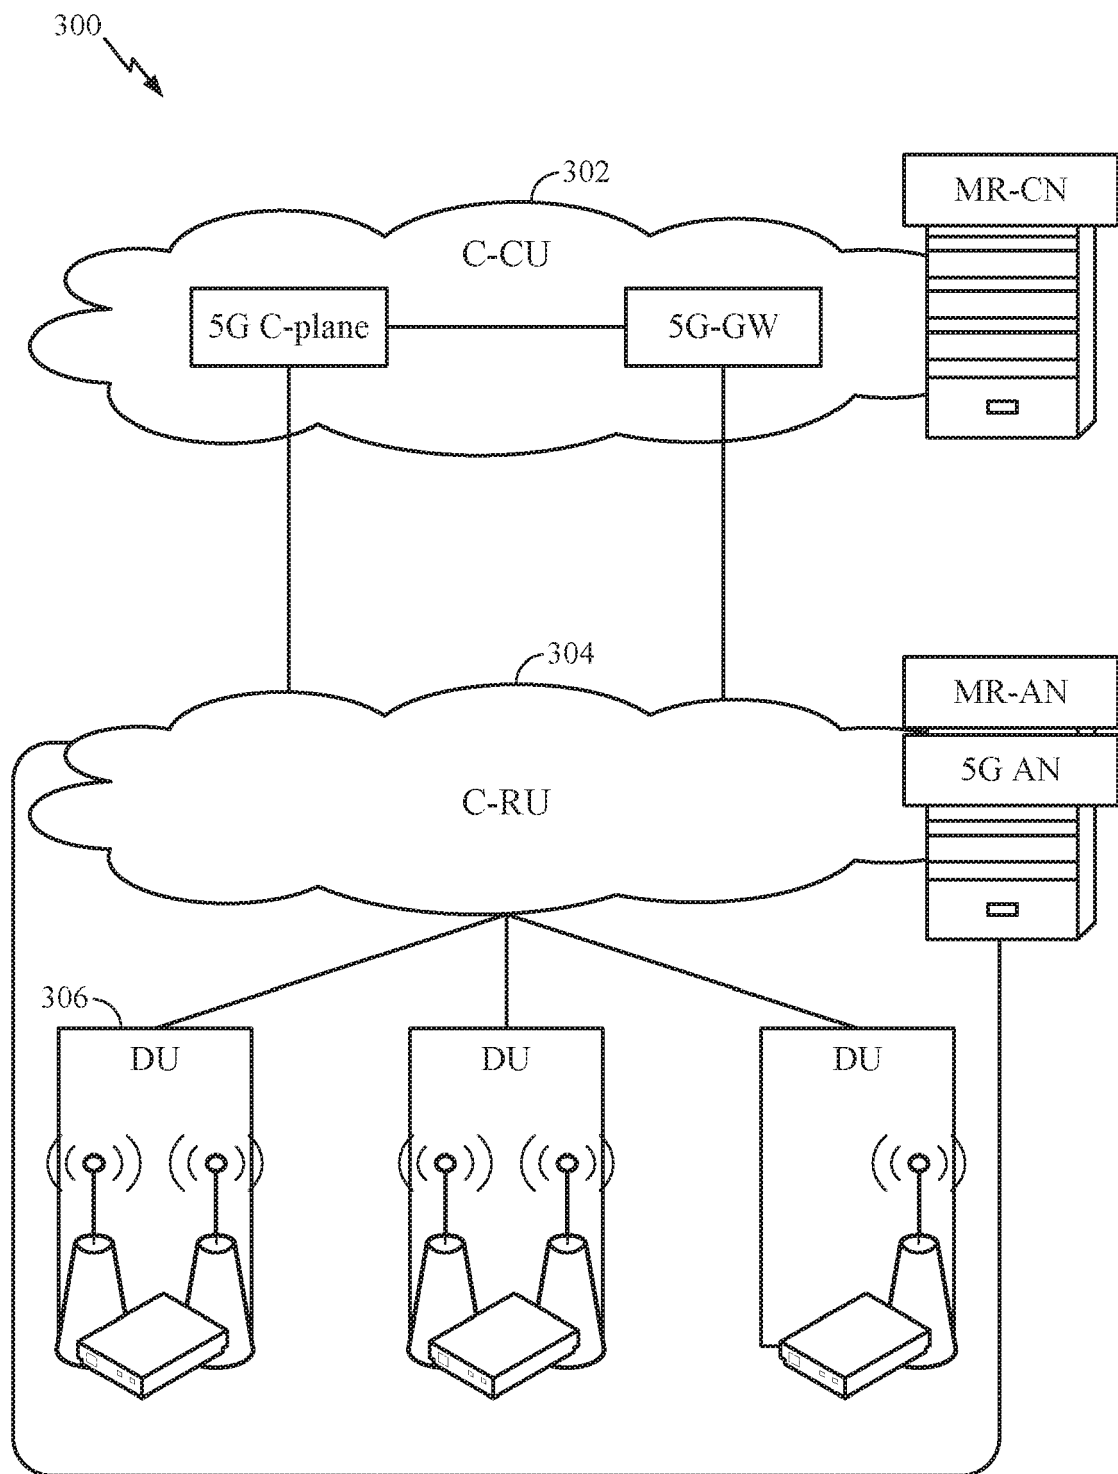 300
302
MR-CN
C-CU
5G C-plane
5G-GW
304
MR-AN
5G AN
C-RU
306
DU
DU
DU